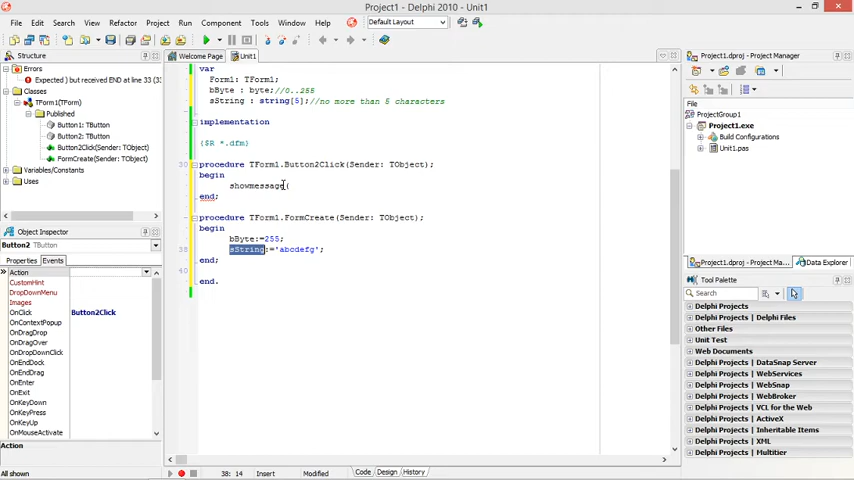 Project1 - Delphi 2010 - Unit1
File Edit Search View Refactor Project Run Component Tools Window Help Default Layout
Structure
Errors
Expected ) but received END at line 33 (33
Classes
TForm1(TForm)
Published
Button1: TButton
Button2: TButton
Button2Click(Sender: TObject)
FormCreate(Sender: TObject)
Variables/Constants
Uses
Object Inspector
Button2 TButton
Properties Events
Action
CustomHint
DropDownMenu
Images
OnClick Button2Click
OnContextPopup
OnDragDrop
OnDragOver
OnDropDownClick
OnEndDock
OnEndDrag
OnEnter
OnExit
OnKeyDown
OnKeyPress
OnKeyUp
OnMouseActivate
Action
All shown
Welcome Page Unit1
var
Form1: TForm1;
bByte : byte;//0..255
sString : string[5];//no more than 5 characters
implementation
{$R *.dfm}
30 procedure TForm1.Button2Click(Sender: TObject);
begin
showmessage(
end;
procedure TForm1.FormCreate(Sender: TObject);
begin
bByte:=255;
38 sString:='abcdefg';
end;
40
end.
38: 14 Insert Modified Code Design History
Project1.dproj - Project Manager
File
ProjectGroup1
Project1.exe
Build Configurations
Unit1.pas
Project1.dproj - Project Ma... Data Explorer
Tool Palette
Search
Delphi Projects
Delphi Projects | Delphi Files
Other Files
Unit Test
Web Documents
Delphi Projects | DataSnap Server
Delphi Projects | WebServices
Delphi Projects | WebSnap
Delphi Projects | WebBroker
Delphi Projects | VCL for the Web
Delphi Projects | ActiveX
Delphi Projects | Inheritable Items
Delphi Projects | XML
Delphi Projects | Multitier